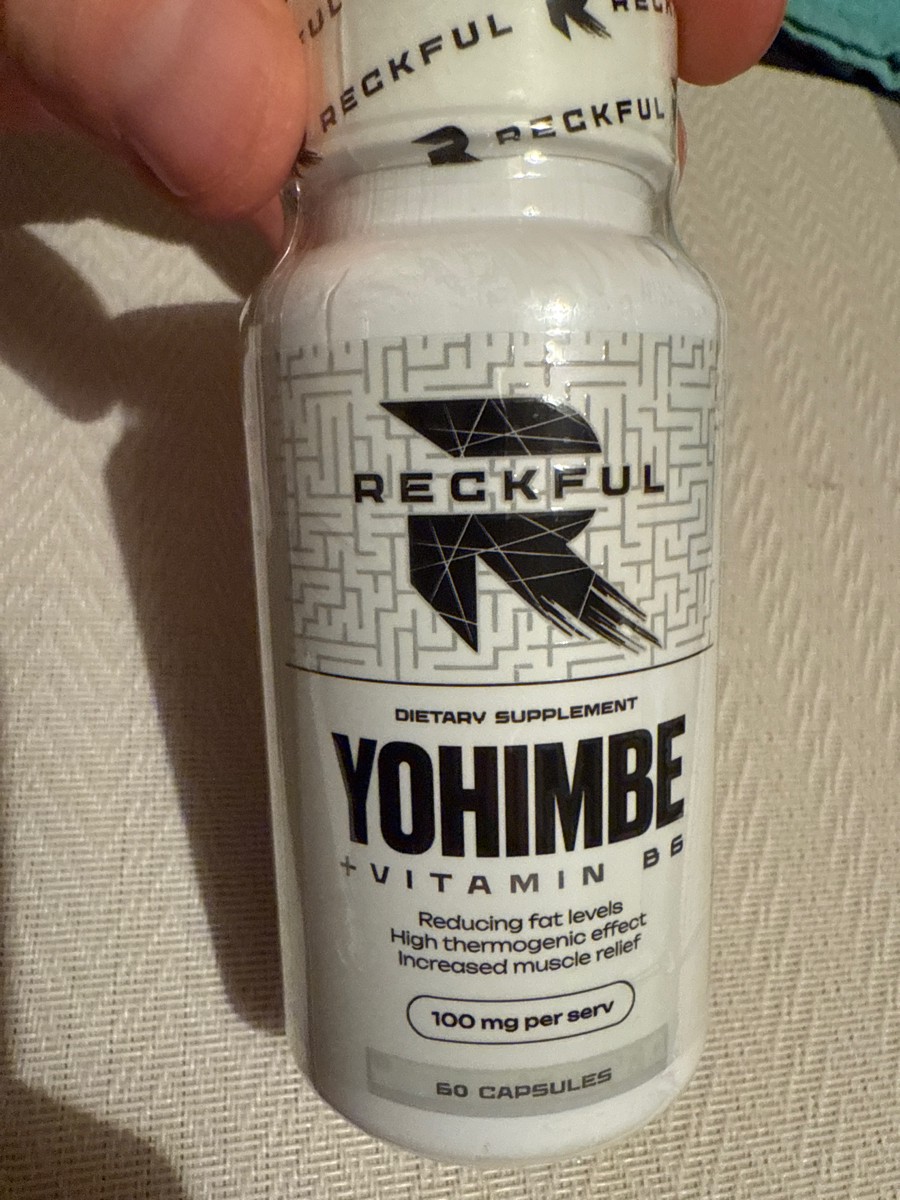 RECKFUL
RECKFUL
RECKFUL
DIETARY SUPPLEMENT
YOHIMBE
+VITAMIN B6
Reducing fat levels
High thermogenic effect
Increased muscle relief
100 mg per serv
60 CAPSULES